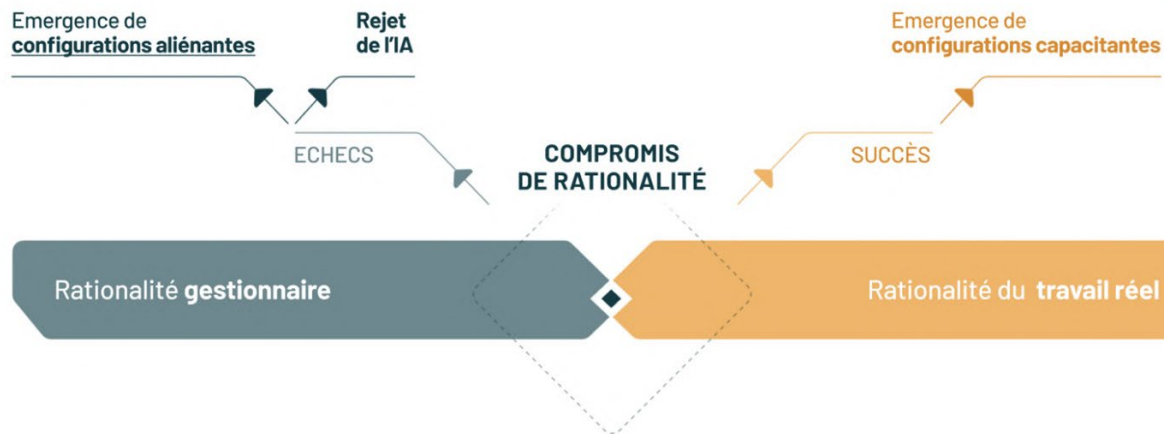 Emergence de
configurations aliénantes
Rejet
de l’IA
Emergence de
configurations capacitantes
ECHECS
COMPROMIS
DE RATIONALITÉ
SUCCÈS
Rationalité gestionnaire
Rationalité du travail réel